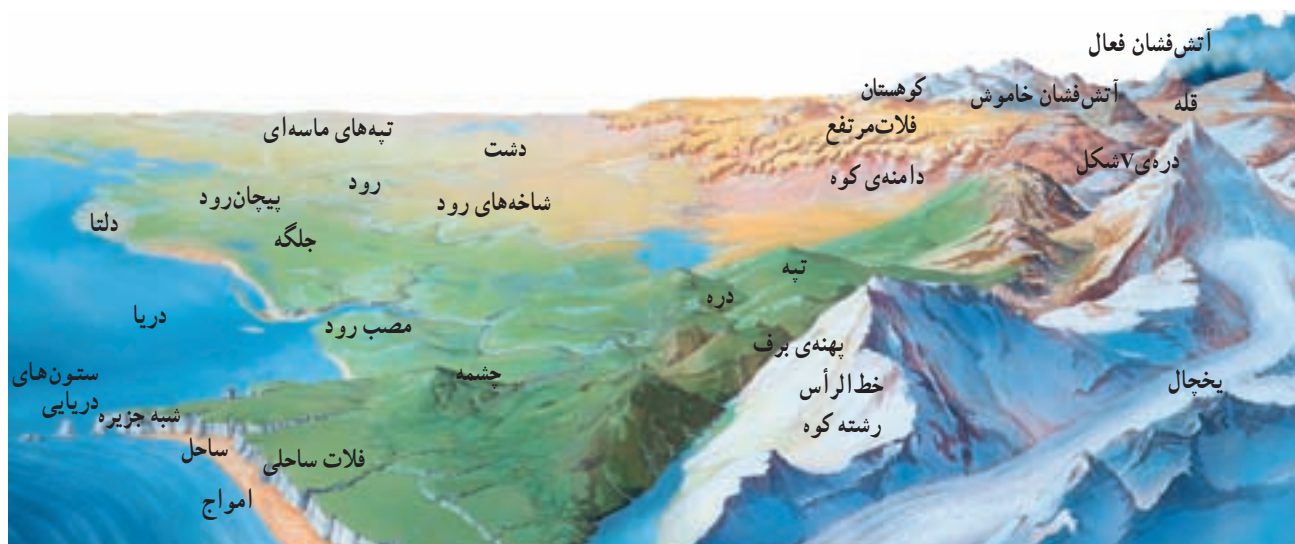 آتش‌فشان فعال
کوهستان
آتش‌فشان خاموش
قله
فلات‌مرتفع
تپه‌های ماسه‌ای
دشت
دره‌ی‌V‌شکل
دامنه‌ی کوه
رود
شاخه‌های رود
پیچان‌رود
دلتا
جلگه
تپه
دره
دریا
مصب رود
پهنه‌ی برف
چشمه
خط‌الرأس
رشته کوه
یخچال
ستون‌های
دریایی
شبه جزیره
ساحل
فلات ساحلی
امواج